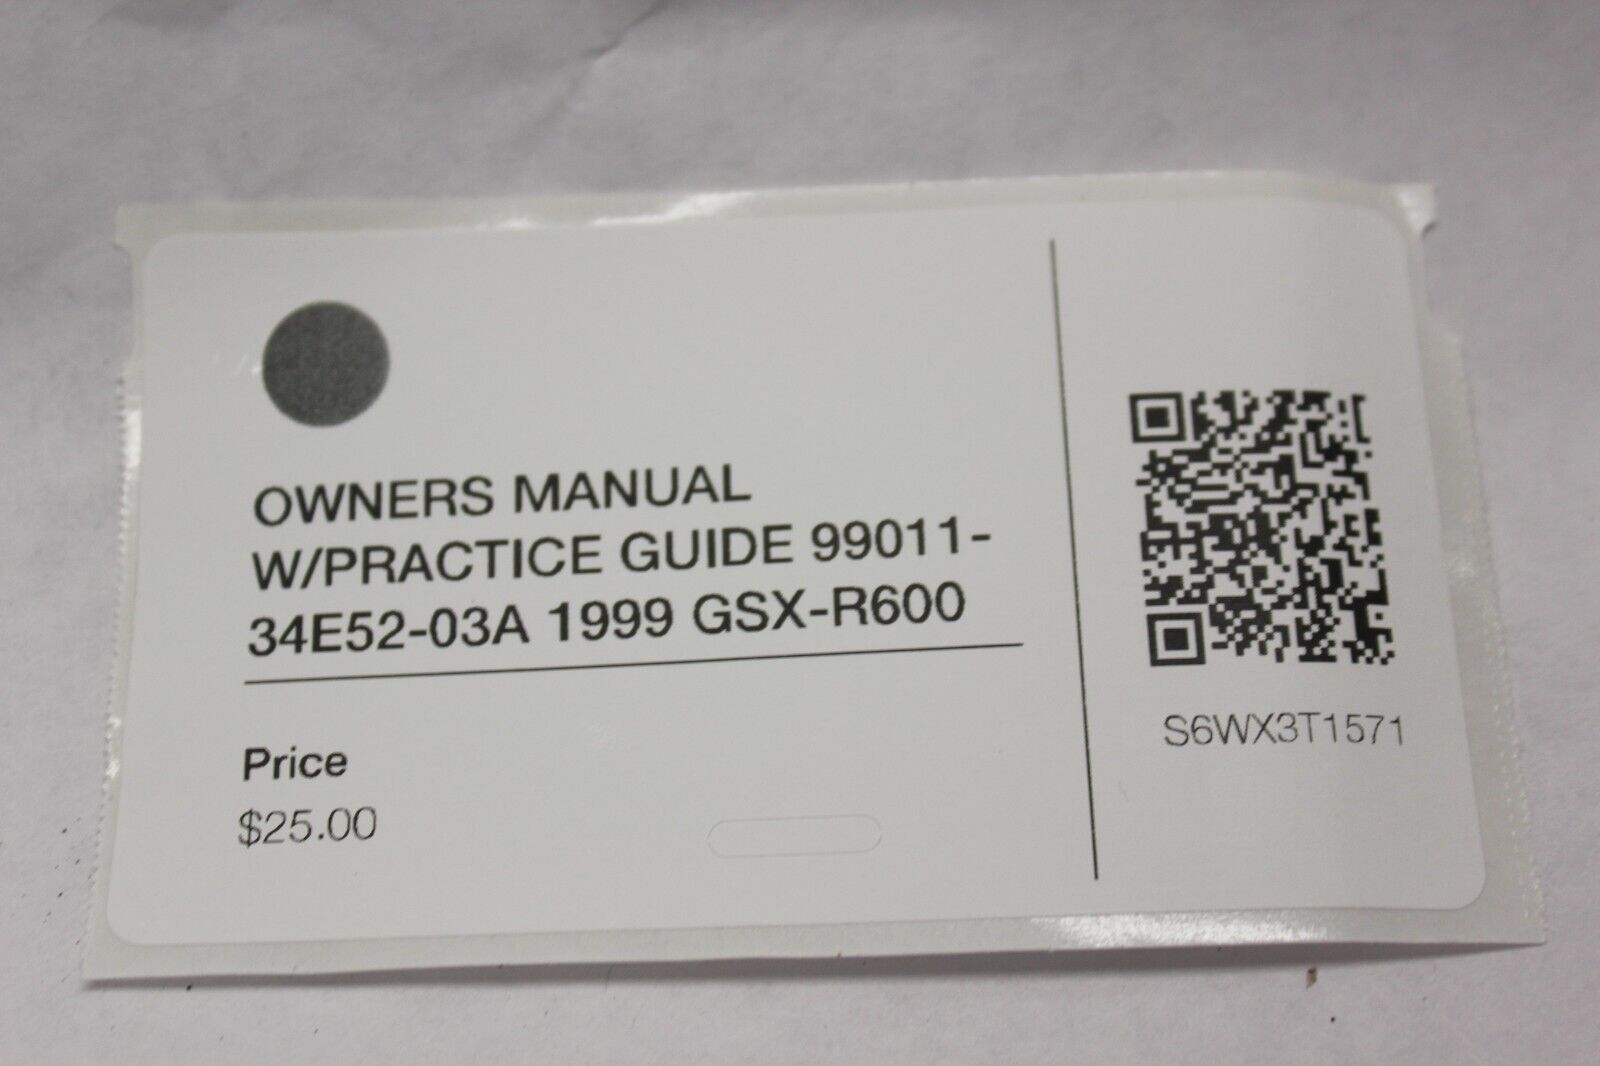 OWNERS MANUAL
W/PRACTICE GUIDE 99011-
34E52-03A 1999 GSX-R600
Price
$25.00
S6WX3T1571